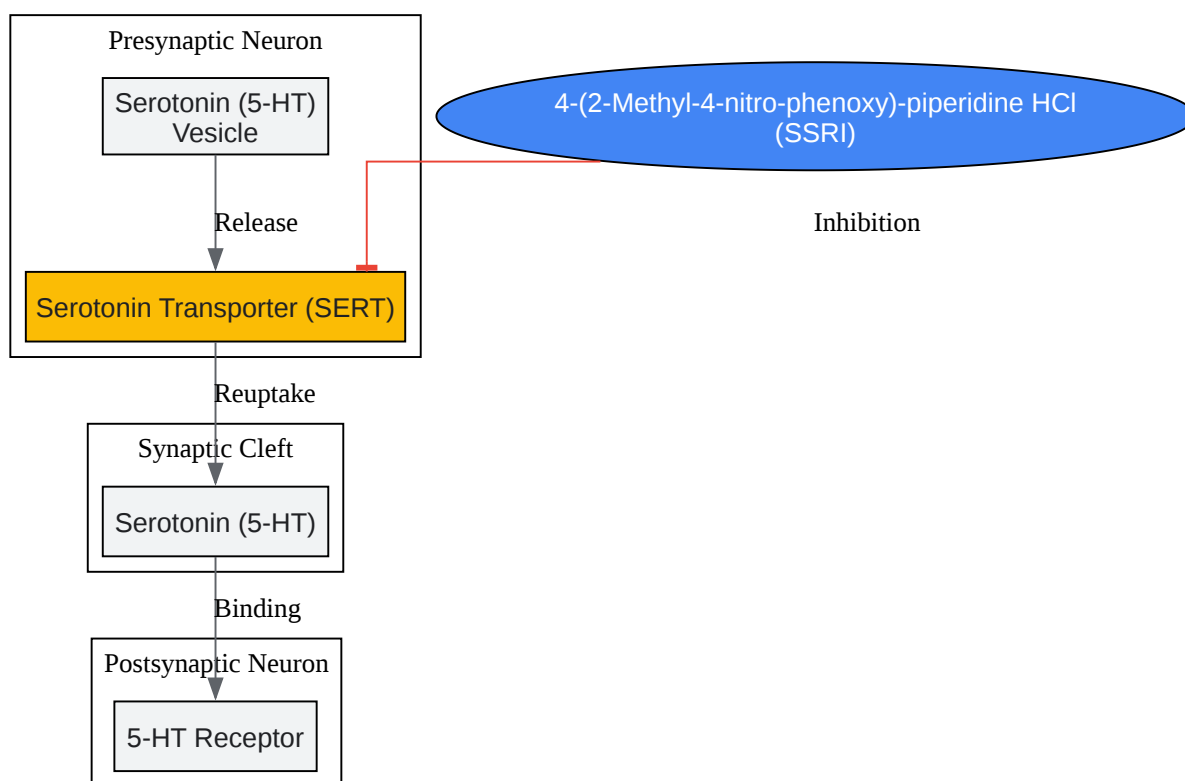 Presynaptic Neuron
Serotonin (5-HT)
Vesicle
4-(2-Methyl-4-nitro-phenoxy)-piperidine HCl
(SSRI)
Release
Inhibition
Serotonin Transporter (SERT)
Reuptake
Synaptic Cleft
Serotonin (5-HT)
Binding
Postsynaptic Neuron
5-HT Receptor